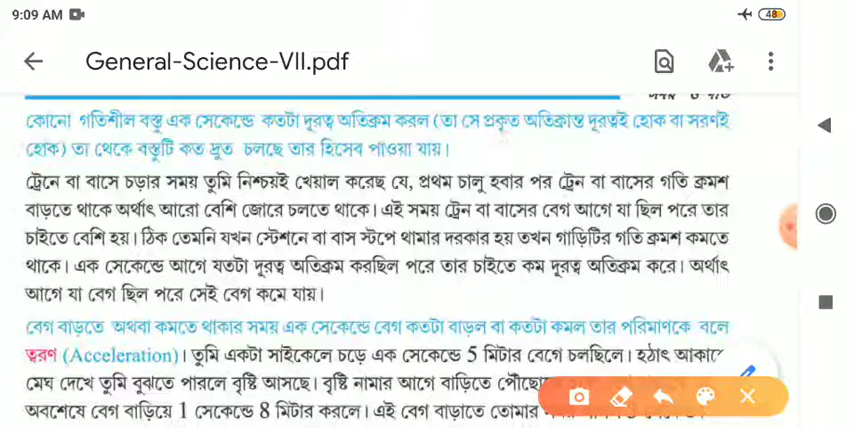 9:09 AM 48
General-Science-VII.pdf
কোনো গতিশীল বস্তু এক সেকেন্ডে কতটা দূরত্ব অতিক্রম করল (তা সে প্রকৃত অতিক্রান্ত দূরত্বই হোক বা সরণই
হোক) তা থেকে বস্তুটি কত দ্রুত চলছে তার হিসেব পাওয়া যায়।
ট্রেনে বা বাসে চড়ার সময় তুমি নিশ্চয়ই খেয়াল করেছ যে, প্রথম চালু হবার পর ট্রেন বা বাসের গতি ক্রমশ
বাড়তে থাকে অর্থাৎ আরো বেশি জোরে চলতে থাকে। এই সময় ট্রেন বা বাসের বেগ আগে যা ছিল পরে তার
চাইতে বেশি হয়। ঠিক তেমনি যখন স্টেশনে বা বাস স্টপে থামার দরকার হয় তখন গাড়িটির গতি ক্রমশ কমতে
থাকে। এক সেকেন্ডে আগে যতটা দূরত্ব অতিক্রম করছিল পরে তার চাইতে কম দূরত্ব অতিক্রম করে। অর্থাৎ
আগে যা বেগ ছিল পরে সেই বেগ কমে যায়।
বেগ বাড়তে অথবা কমতে থাকার সময় এক সেকেন্ডে বেগ কতটা বাড়ল বা কতটা কমল তার পরিমাণকে বলে
ত্বরণ (Acceleration)। তুমি একটা সাইকেলে চড়ে এক সেকেন্ডে 5 মিটার বেগে চলছিলে। হঠাৎ
মেঘ দেখে তুমি বুঝতে পারলে বৃষ্টি আসছে। বৃষ্টি নামার আগে বাড়িতে
অবশেষে বেগ বাড়িয়ে 1 সেকেন্ডে 8 মিটার করলে। এই বেগ বাড়াতে তোমার